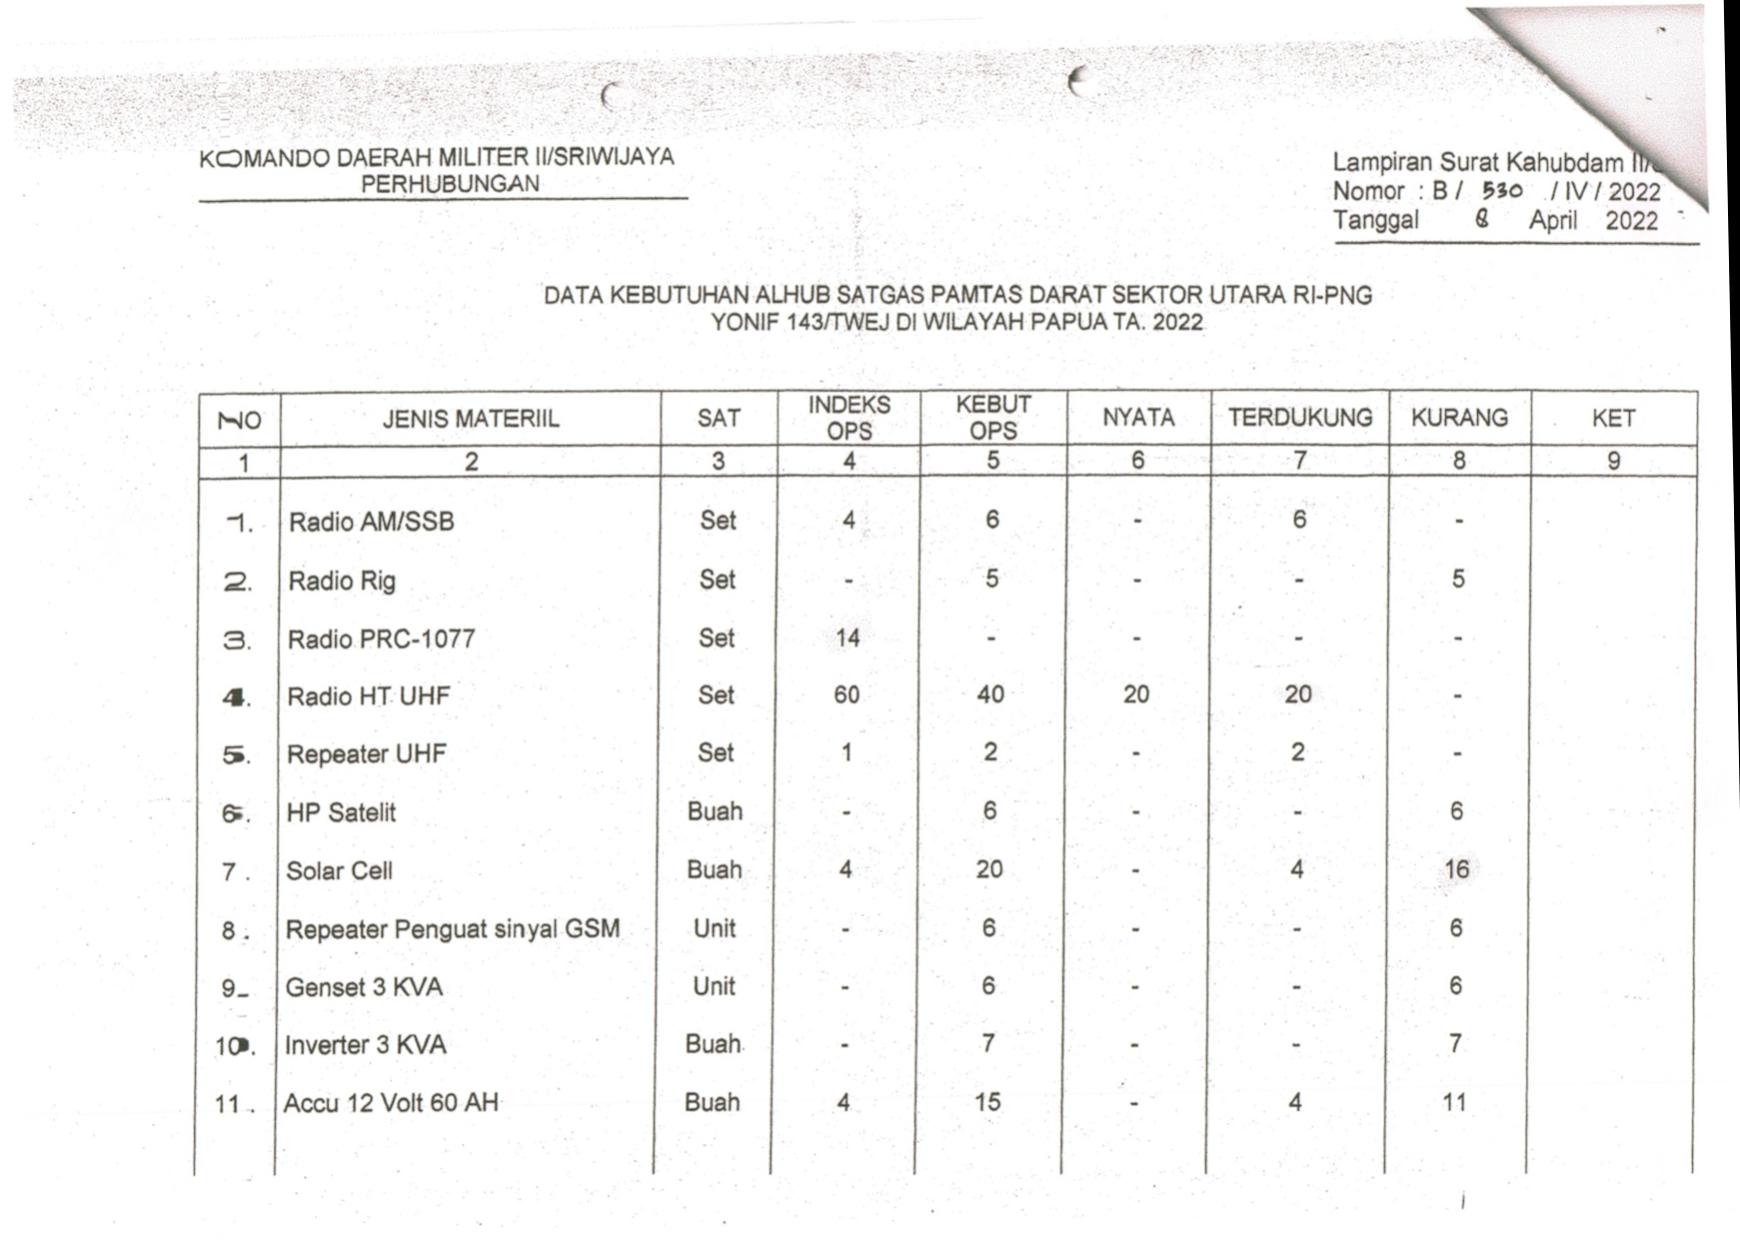 KOMANDO DAERAH MILITER II/SRIWIJAYA
PERHUBUNGAN
Lampiran Surat Kahubdam
Nomor : B / 530 / IV / 2022
Tanggal 8 April 2022
DATA KEBUTUHAN ALHUB SATGAS PAMTAS DARAT SEKTOR UTARA RI-PNG
YONIF 143/TWEJ DI WILAYAH PAPUA TA. 2022
NO JENIS MATERIIL SAT INDEKS OPS KEBUT OPS NYATA TERDUKUNG KURANG KET
1 2 3 4 5 6 7 8 9
1. Radio AM/SSB Set 4 6 - 6 -
2. Radio Rig Set - 5 - - 5
3. Radio PRC-1077 Set 14 - - - -
4. Radio HT UHF Set 60 40 20 20 -
5. Repeater UHF Set 1 2 - 2 -
6. HP Satelit Buah - 6 - - 6
7. Solar Cell Buah 4 20 - 4 16
8. Repeater Penguat sinyal GSM Unit - 6 - - 6
9. Genset 3 KVA Unit - 6 - - 6
10. Inverter 3 KVA Buah - 7 - - 7
11. Accu 12 Volt 60 AH Buah 4 15 - 4 11